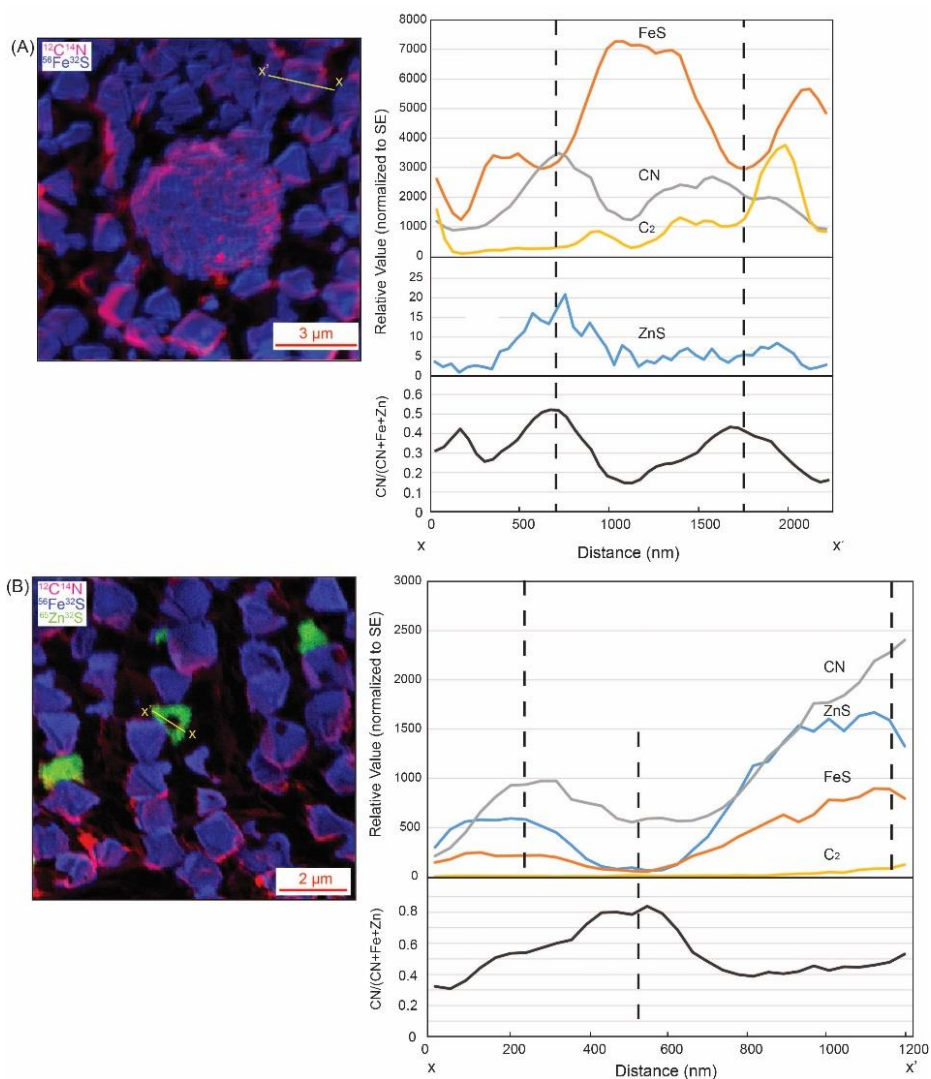 (A)
12C14N
56Fe32S
X'
X
3 µm
Relative Value (normalized to SE)
8000
7000
6000
5000
4000
3000
2000
1000
0
FeS
CN
C2
25
20
15
10
5
0
ZnS
CN/(CN+Fe+Zn)
0.6
0.5
0.4
0.3
0.2
0.1
0
0
500
1000
1500
2000
X
Distance (nm)
X'
(B)
12C14N
56Fe32S
65Zn32S
X'
X
2 µm
Relative Value (normalized to SE)
3000
2500
2000
1500
1000
500
0
CN
ZnS
FeS
C2
CN/(CN+Fe+Zn)
0.8
0.6
0.4
0.2
0
0
200
400
600
800
1000
1200
X
Distance (nm)
X'